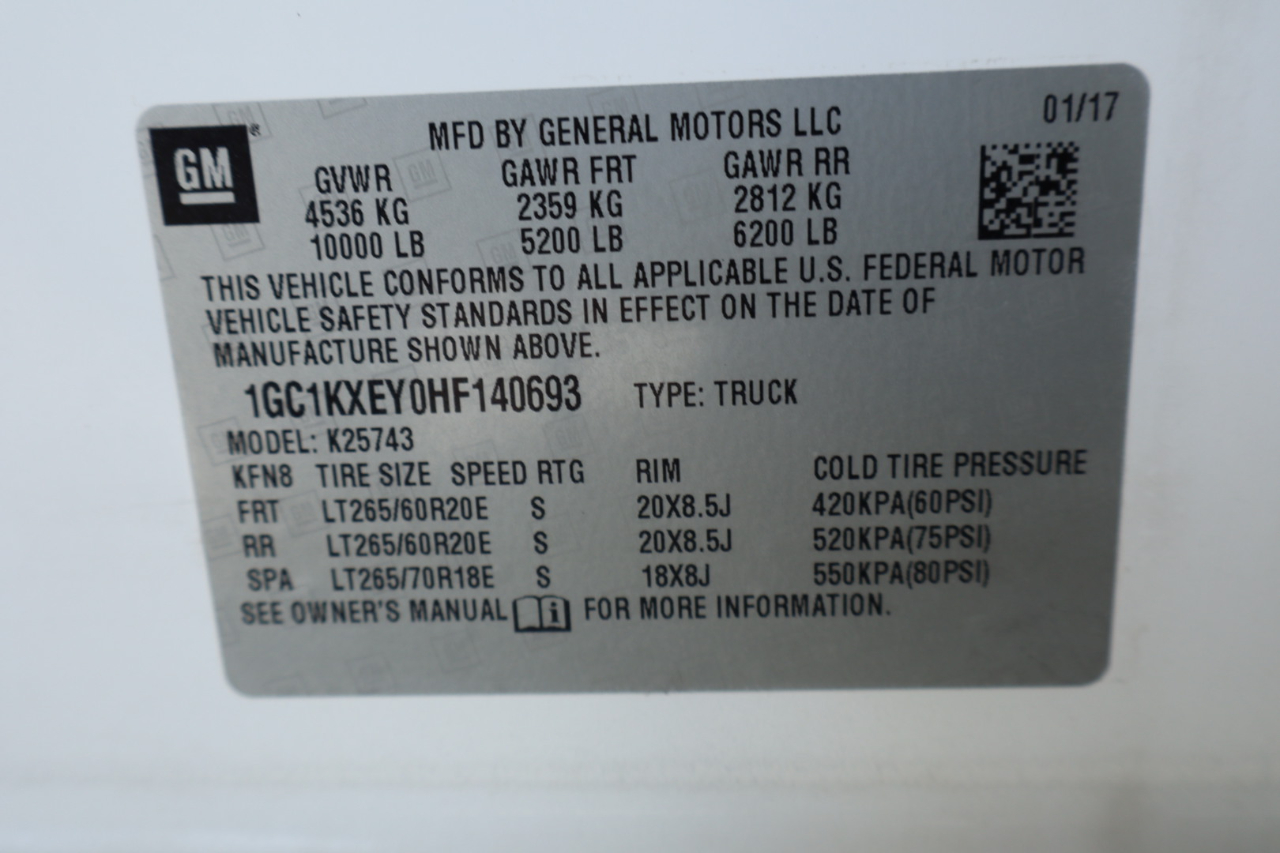 GM®
MFD BY GENERAL MOTORS LLC 01/17
GVWR GAWR FRT GAWR RR
4536 KG 2359 KG 2812 KG
10000 LB 5200 LB 6200 LB
THIS VEHICLE CONFORMS TO ALL APPLICABLE U.S. FEDERAL MOTOR
VEHICLE SAFETY STANDARDS IN EFFECT ON THE DATE OF
MANUFACTURE SHOWN ABOVE.
1GC1KXEY0HF140693 TYPE: TRUCK
MODEL: K25743
KFN8 TIRE SIZE SPEED RTG RIM COLD TIRE PRESSURE
FRT LT265/60R20E S 20X8.5J 420KPA(60PSI)
RR LT265/60R20E S 20X8.5J 520KPA(75PSI)
SPA LT265/70R18E S 18X8J 550KPA(80PSI)
SEE OWNER'S MANUAL i FOR MORE INFORMATION.